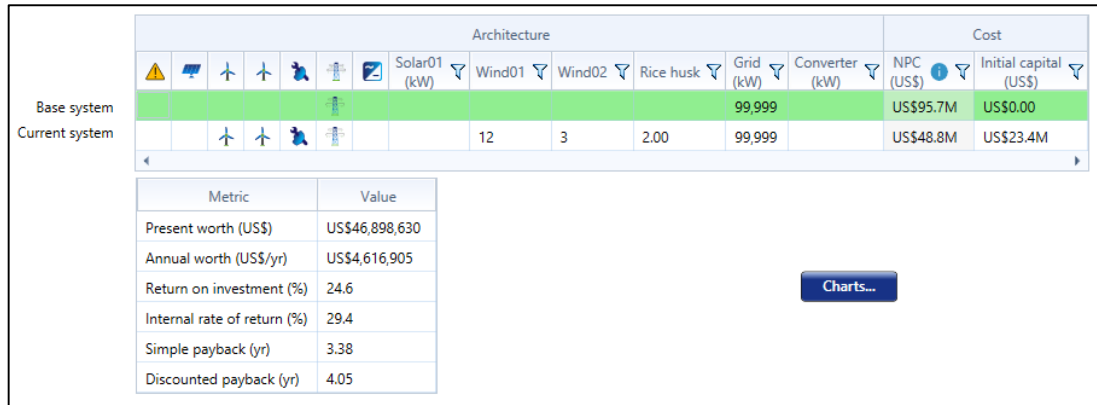 Architecture Cost
Solar01 (kW) Wind01 Wind02 Rice husk Grid (kW) Converter (kW) NPC (US$) Initial capital (US$)
Base system 99,999 US$95.7M US$0.00
Current system 12 3 2.00 99,999 US$48.8M US$23.4M
Metric Value
Present worth (US$) US$46,898,630
Annual worth (US$/yr) US$4,616,905
Return on investment (%) 24.6
Charts...
Internal rate of return (%) 29.4
Simple payback (yr) 3.38
Discounted payback (yr) 4.05